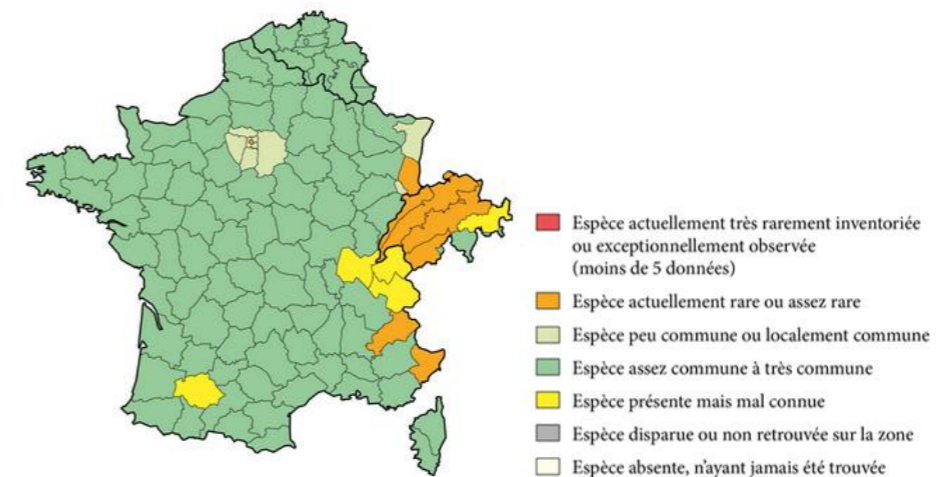 Espèce actuellement très rarement inventoriée
ou exceptionnellement observée
(moins de 5 données)
Espèce actuellement rare ou assez rare
Espèce peu commune ou localement commune
Espèce assez commune à très commune
Espèce présente mais mal connue
Espèce disparue ou non retrouvée sur la zone
Espèce absente, n'ayant jamais été trouvée